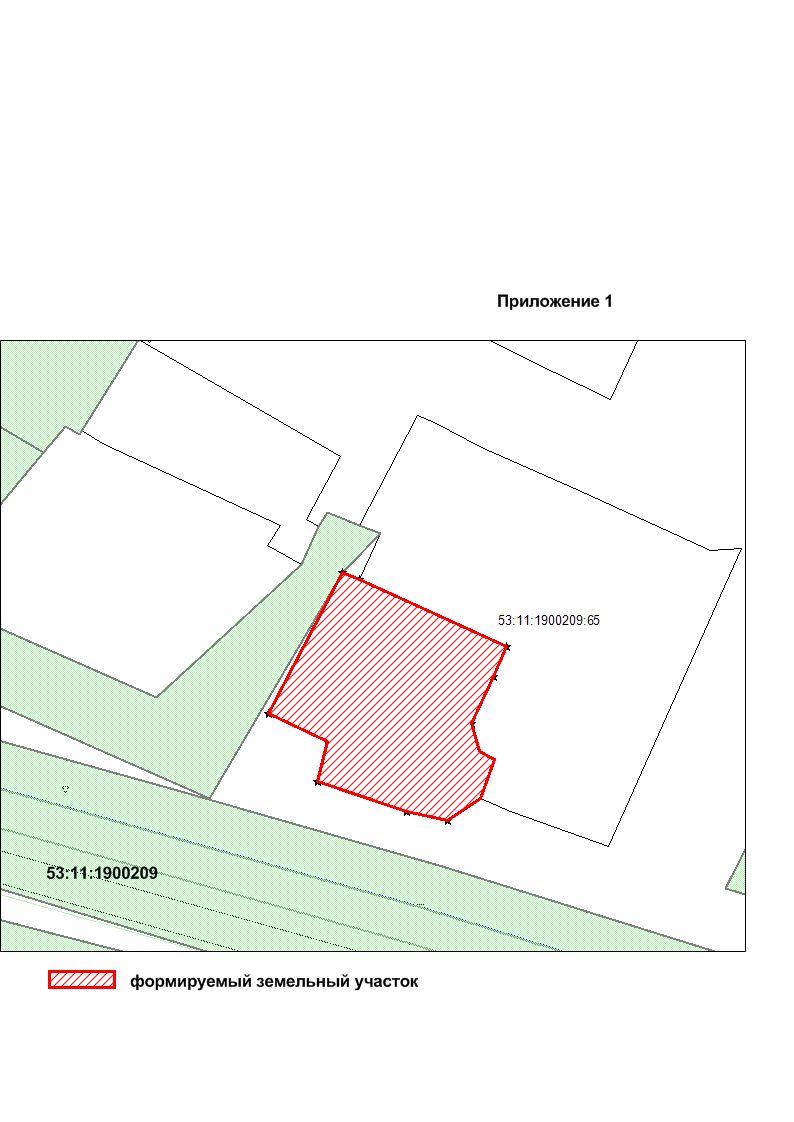 Приложение 1
53:11:1900209:65
53:11:1900209
формируемый земельный участок